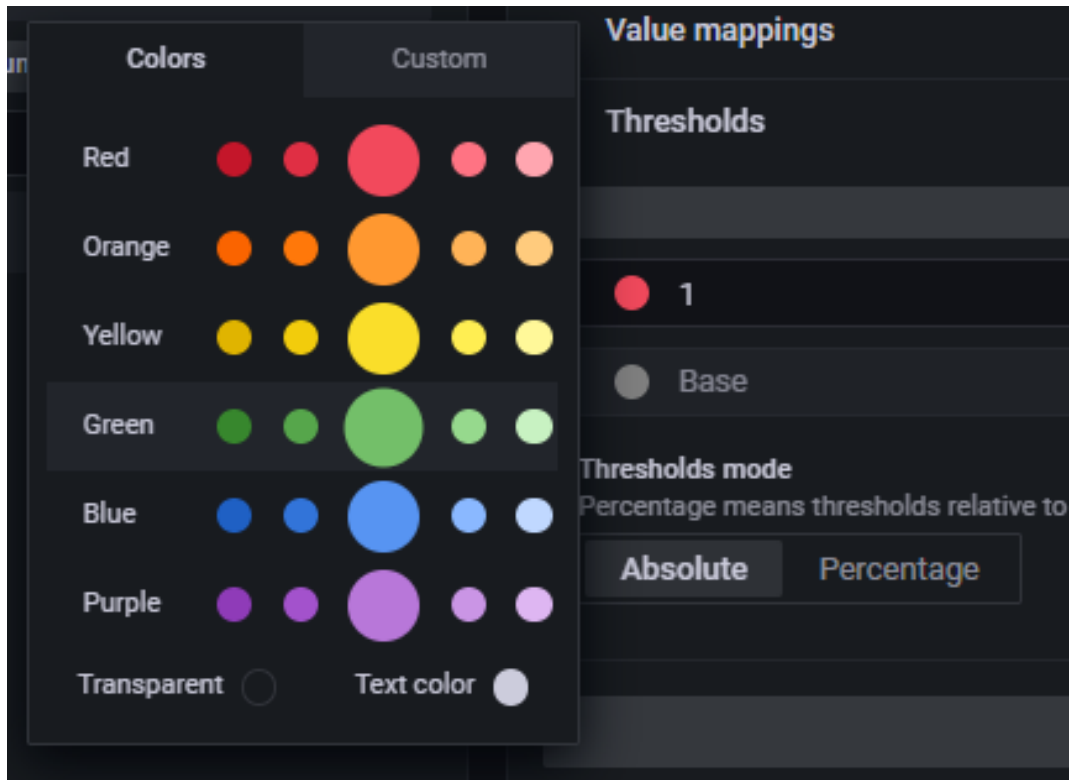 Colors
Custom
Red
Orange
Yellow
Green
Blue
Purple
Transparent
Text color
Value mappings
Thresholds
1
Base
Thresholds mode
Percentage means thresholds relative to
Absolute
Percentage